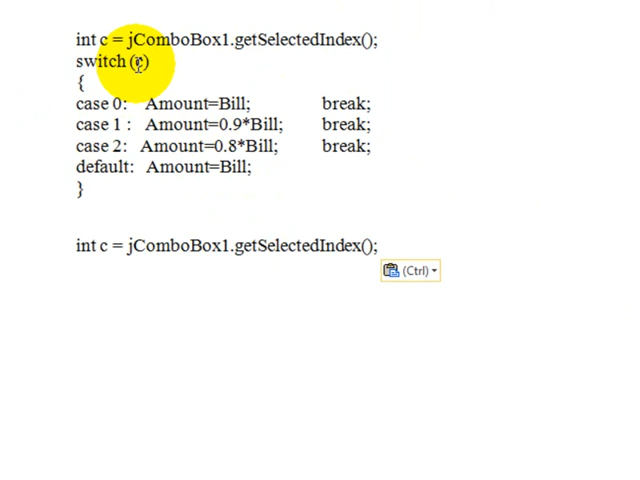 int c = jComboBox1.getSelectedIndex();
switch (c)
{
case 0: Amount=Bill; break;
case 1 : Amount=0.9*Bill; break;
case 2: Amount=0.8*Bill; break;
default: Amount=Bill;
}
int c = jComboBox1.getSelectedIndex();
(Ctrl)